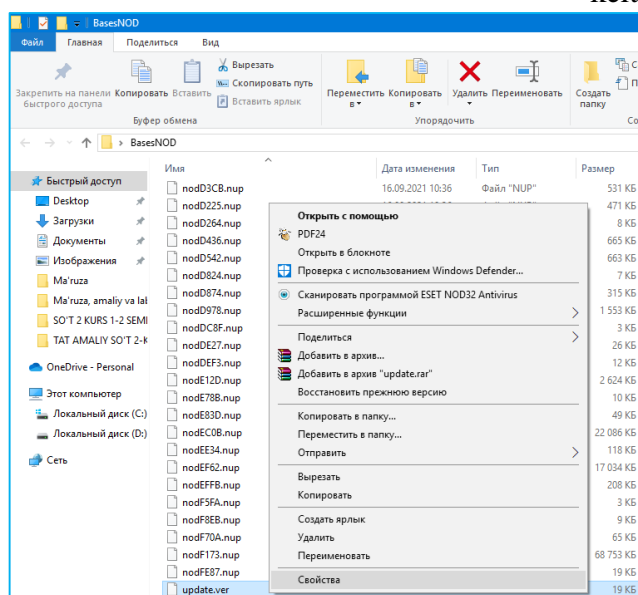 BasesNOD
Файл Главная Поделиться Вид
Закрепить на панели быстрого доступа
Копировать
Вставить
Вырезать
Скопировать путь
Вставить ярлык
Буфер обмена
Переместить в
Копировать в
Удалить
Переименовать
Упорядочить
Создать папку
BasesNOD
Имя Дата изменения Тип Размер
Быстрый доступ
Desktop
Загрузки
Документы
Изображения
Ma'ruza
Ma'ruza, amaliy va lal
SO'T 2 KURS 1-2 SEMI
TAT AMALIY SO'T 2-K
OneDrive - Personal
Этот компьютер
Локальный диск (C:)
Локальный диск (D:)
Сеть
nodD3CB.nup 16.09.2021 10:36 Файл "NUP" 531 КБ
nodD225.nup 471 КБ
nodD264.nup 8 КБ
nodD436.nup 665 КБ
nodD542.nup 663 КБ
nodD824.nup 7 КБ
nodD874.nup 315 КБ
nodD978.nup 1 553 КБ
nodDC8F.nup 3 КБ
nodDE27.nup 26 КБ
nodDEF3.nup 12 КБ
nodE12D.nup 2 624 КБ
nodE78B.nup 10 КБ
nodE83D.nup 49 КБ
nodEC0B.nup 22 086 КБ
nodEE34.nup 118 КБ
nodEF62.nup 17 034 КБ
nodEFFB.nup 208 КБ
nodF5FA.nup 3 КБ
nodF8EB.nup 9 КБ
nodF70A.nup 65 КБ
nodF173.nup 68 753 КБ
nodFE87.nup 19 КБ
update.ver 19 КБ
Открыть с помощью
PDF24
Открыть в блокноте
Проверка с использованием Windows Defender...
Сканировать программой ESET NOD32 Antivirus
Расширенные функции
Поделиться
Добавить в архив...
Добавить в архив "update.rar"
Восстановить прежнюю версию
Копировать в папку...
Переместить в папку...
Отправить
Вырезать
Копировать
Создать ярлык
Удалить
Переименовать
Свойства